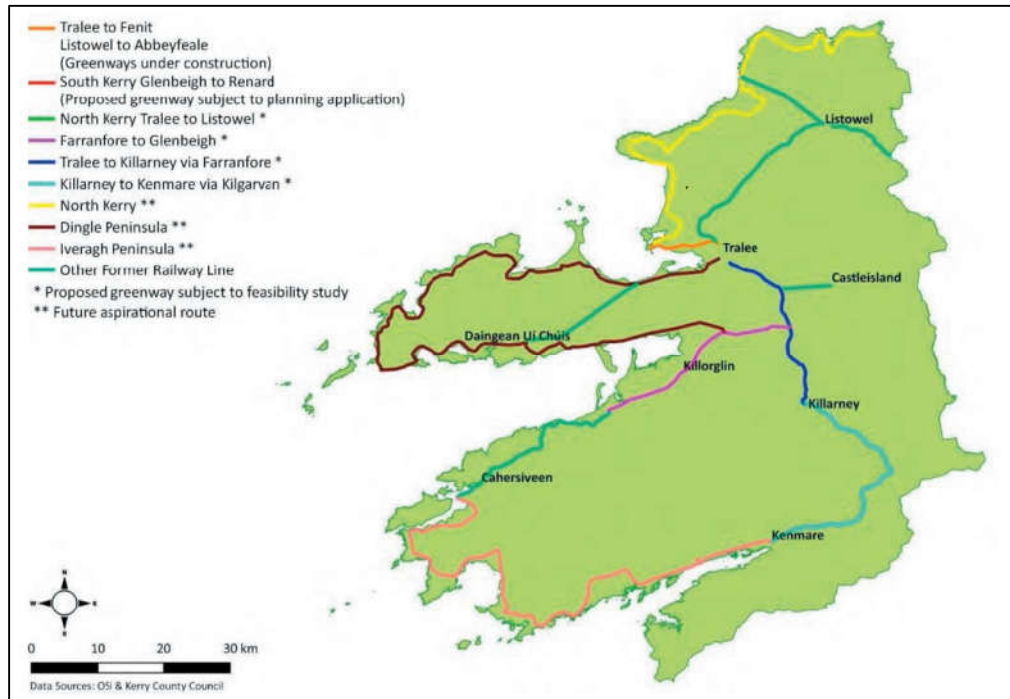 Tralee to Fenit
Listowel to Abbeyfeale
(Greenways under construction)
South Kerry Glenbeigh to Renard
(Proposed greenway subject to planning application)
North Kerry Tralee to Listowel *
Farranfore to Glenbeigh *
Tralee to Killarney via Farranfore *
Killarney to Kenmare via Kilgarvan *
North Kerry **
Dingle Peninsula **
Iveragh Peninsula **
Other Former Railway Line
* Proposed greenway subject to feasibility study
** Future aspirational route
Listowel
Tralee
Castleisland
Daingean Uí Chúis
Killorglin
Killarney
Cahersiveen
Kenmare
N
W E
S
0 10 20 30 km
Data Sources: OSi & Kerry County Council